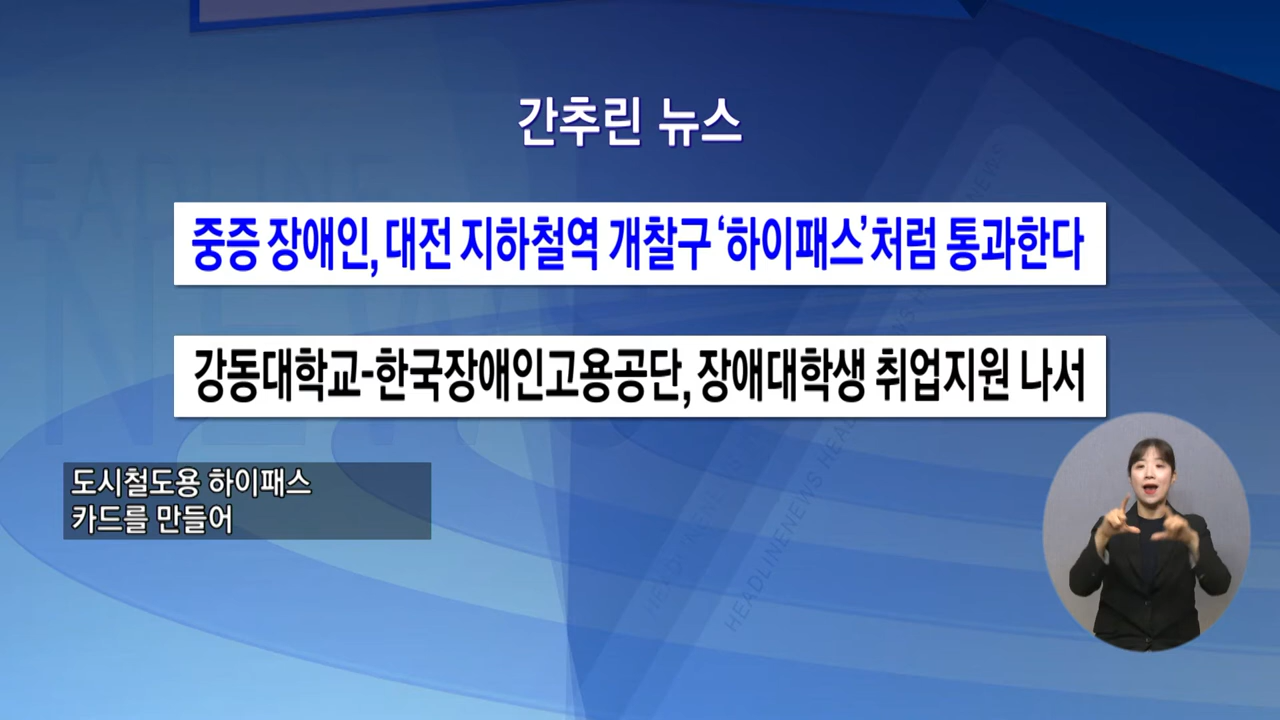 간추린 뉴스
중증 장애인, 대전 지하철역 개찰구 ‘하이패스’처럼 통과한다
강동대학교-한국장애인고용공단, 장애대학생 취업지원 나서
도시철도용 하이패스
카드를 만들어
HEADLINE NEWS
HEADLINENEWS